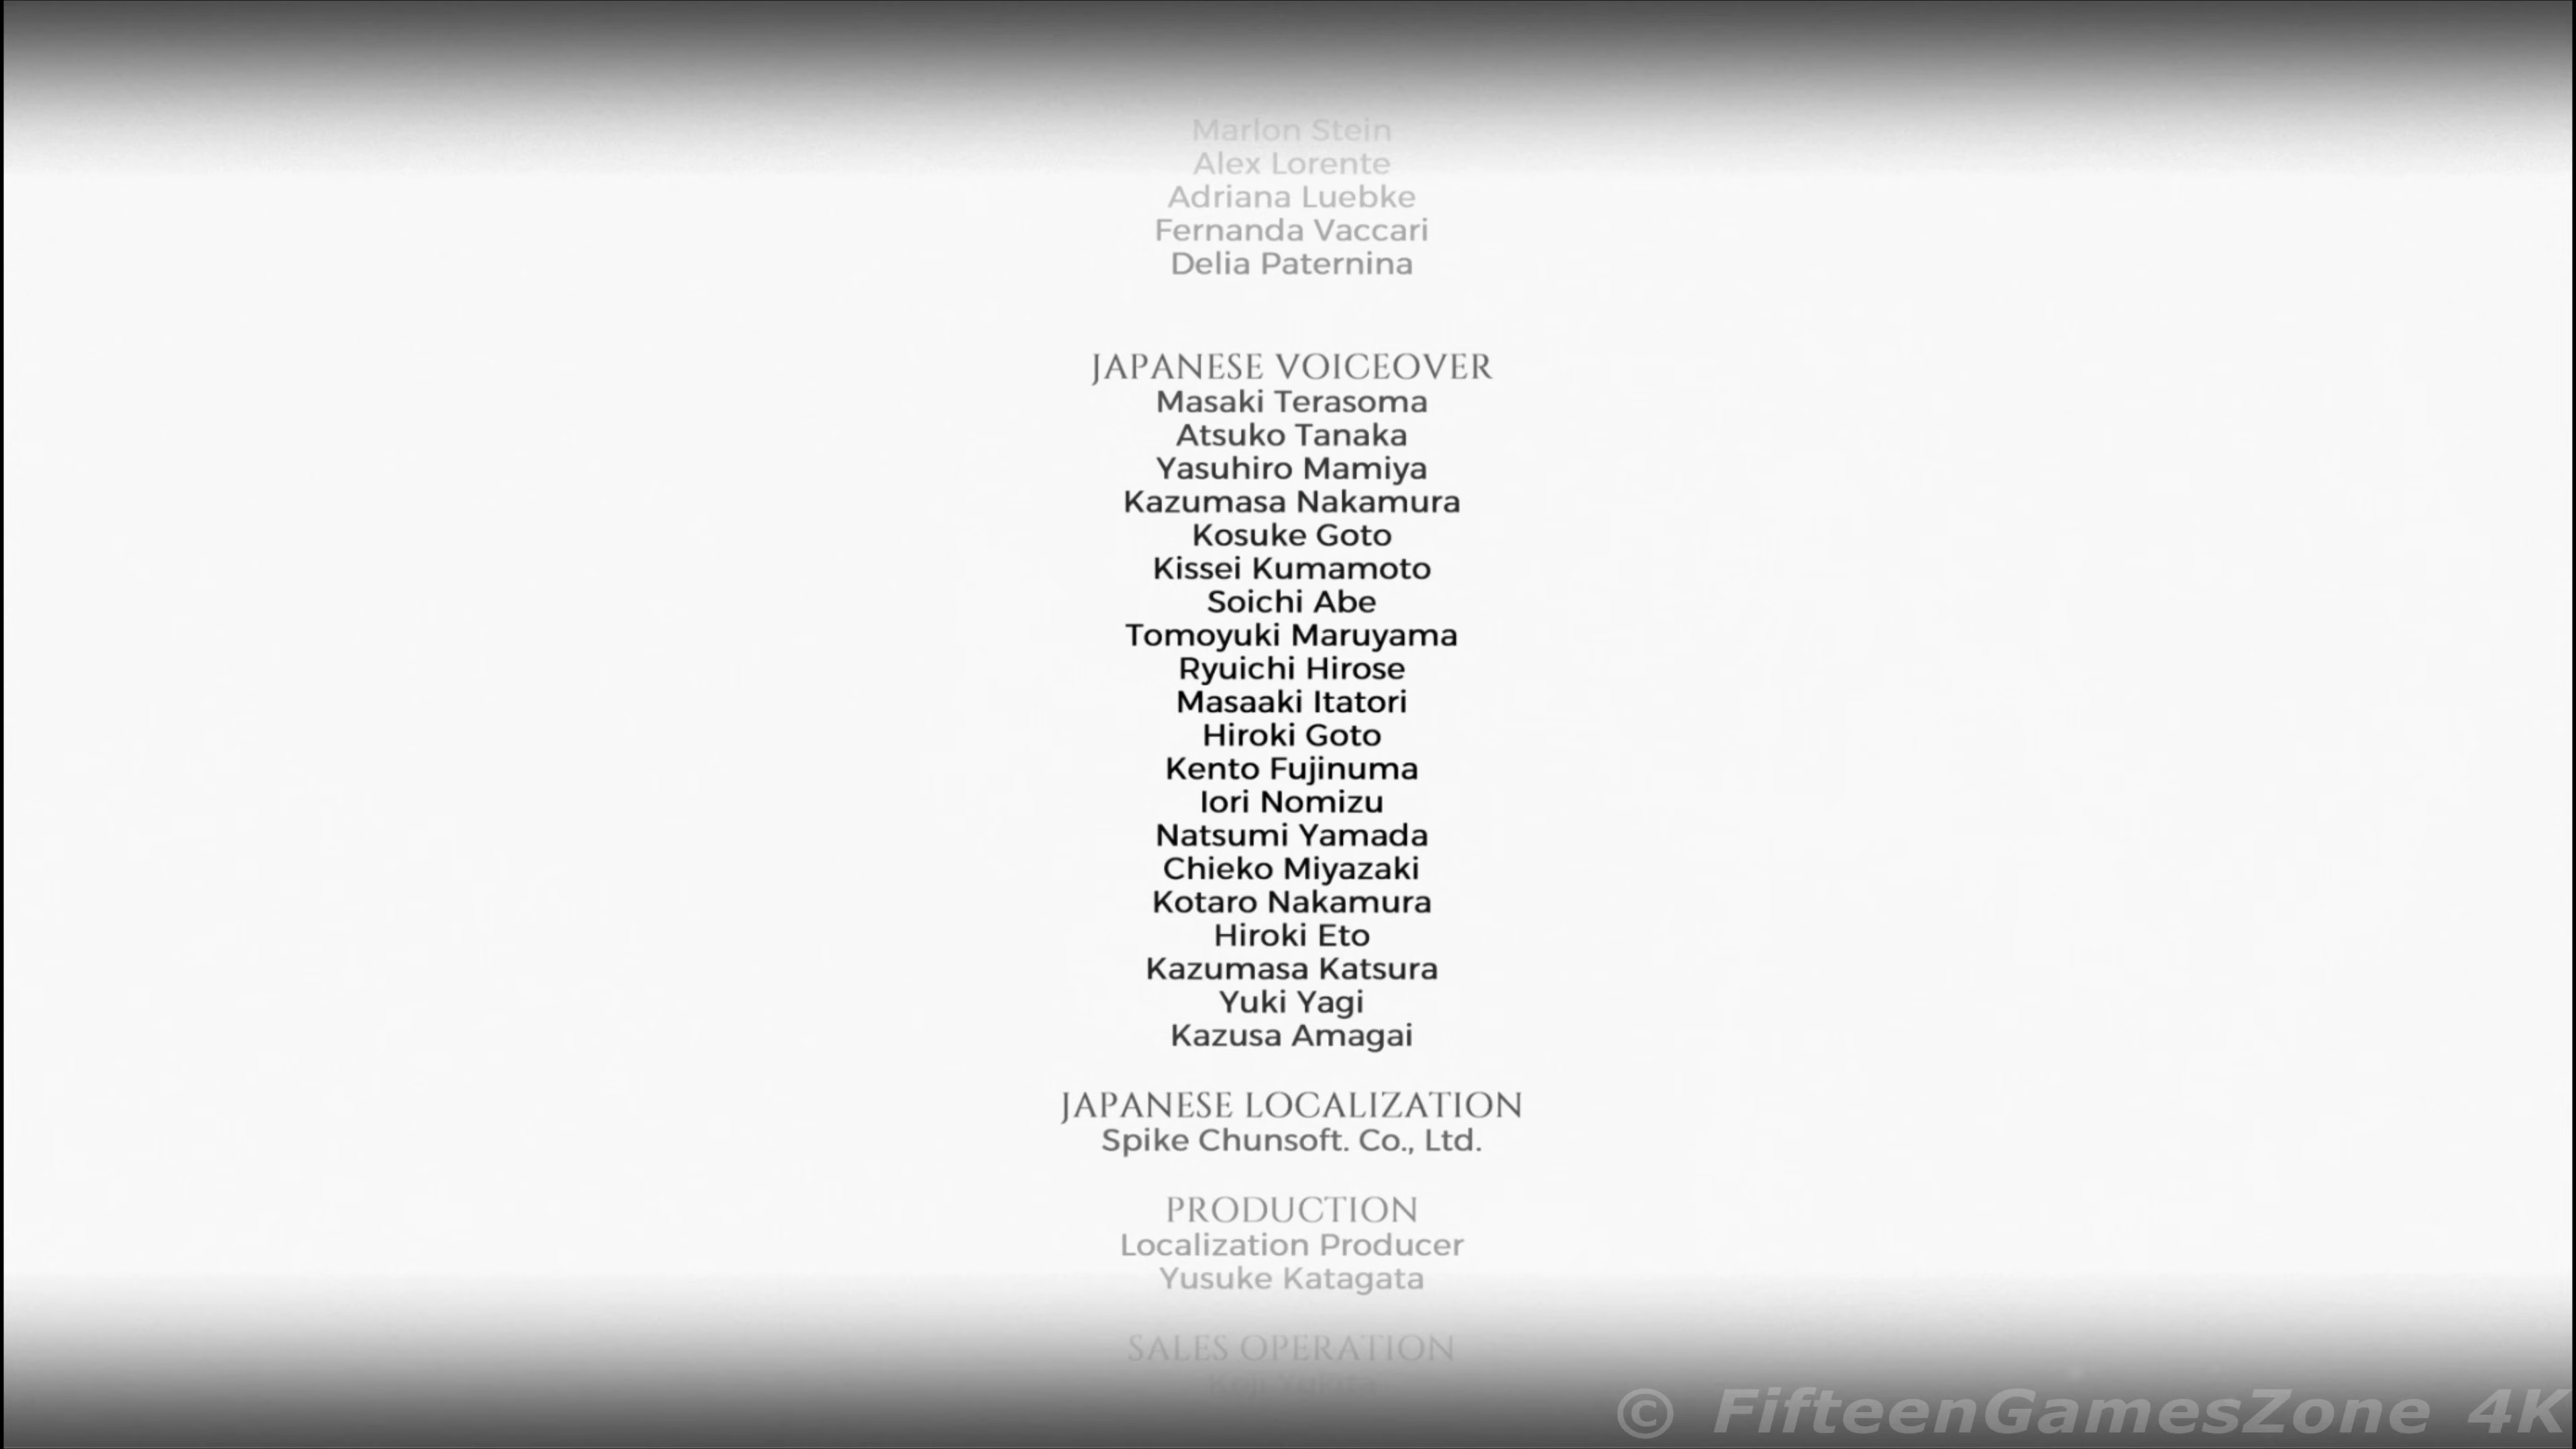 Marlon Stein
Alex Lorente
Adriana Luebke
Fernanda Vaccari
Delia Paternina
JAPANESE VOICEOVER
Masaki Terasoma
Atsuko Tanaka
Yasuhiro Mamiya
Kazumasa Nakamura
Kosuke Goto
Kissei Kumamoto
Soichi Abe
Tomoyuki Maruyama
Ryuichi Hirose
Masaaki Itatori
Hiroki Goto
Kento Fujinuma
Iori Nomizu
Natsumi Yamada
Chieko Miyazaki
Kotaro Nakamura
Hiroki Eto
Kazumasa Katsura
Yuki Yagi
Kazusa Amagai
JAPANESE LOCALIZATION
Spike Chunsoft. Co., Ltd.
PRODUCTION
Localization Producer
Yusuke Katagata
SALES OPERATION
Koji
© FifteenGamesZone 4K